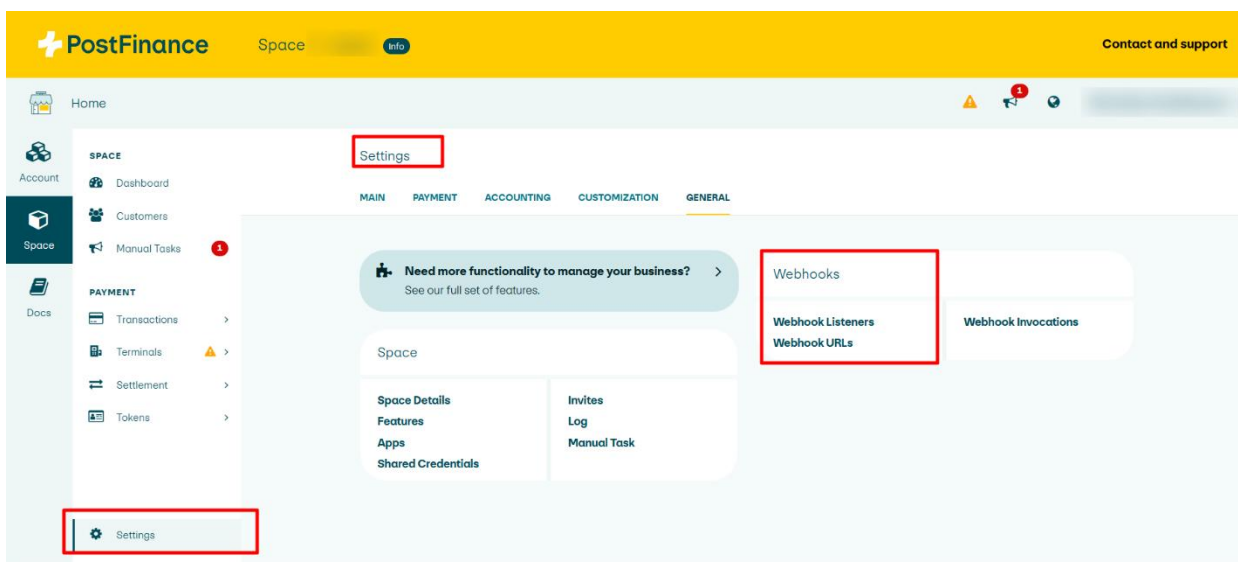 PostFinance
Space
Info
Contact and support
Home
1
Account
Space
Docs
SPACE
Dashboard
Customers
Manual Tasks 1
PAYMENT
Transactions
Terminals
Settlement
Tokens
Settings
Settings
MAIN PAYMENT ACCOUNTING CUSTOMIZATION GENERAL
Need more functionality to manage your business?
See our full set of features.
Space
Space Details
Features
Apps
Shared Credentials
Invites
Log
Manual Task
Webhooks
Webhook Listeners
Webhook URLs
Webhook Invocations